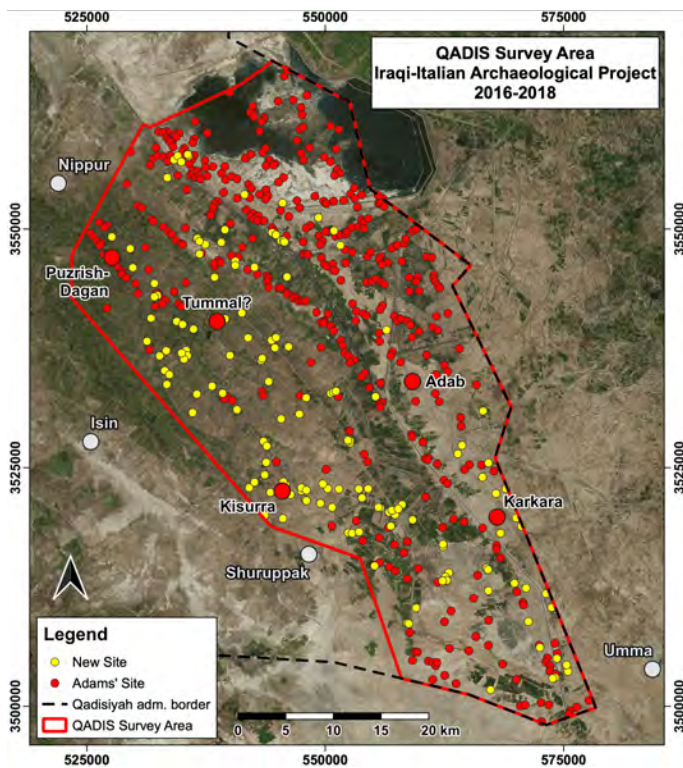 525000
550000
575000
QADIS Survey Area
Iraqi-Italian Archaeological Project
2016-2018
Nippur
3550000
3550000
Puzrish-
Dagan
Tummal?
Adab
Isin
3525000
3525000
Kisurra
Karkara
Shuruppak
Legend
New Site
Adams' Site
Qadisiyah adm. border
QADIS Survey Area
Umma
3500000
3500000
0 5 10 15 20 km
525000
550000
575000